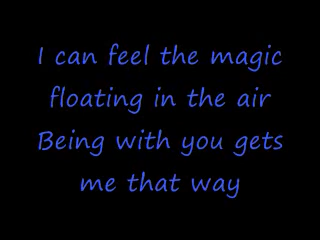 I can feel the magic
floating in the air
Being with you gets
me that way